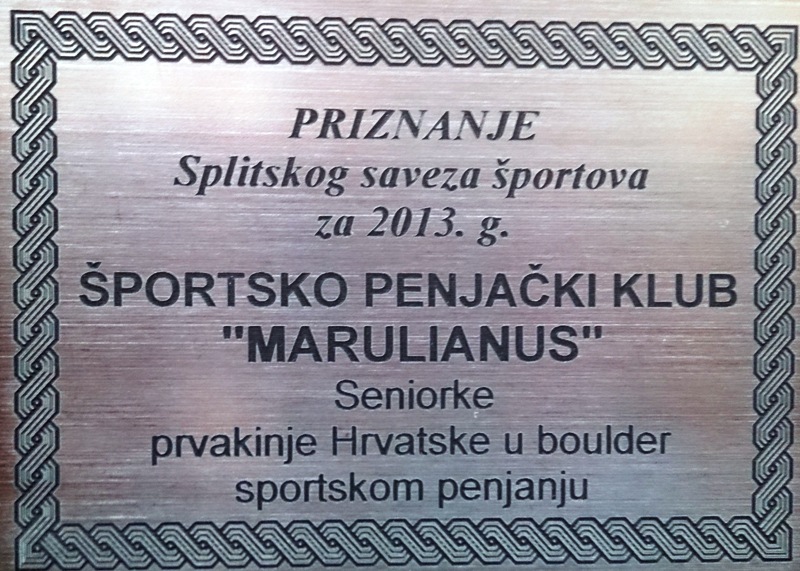 PRIZNANJE
Splitskog saveza športova
za 2013. g.
ŠPORTSKO PENJAČKI KLUB
"MARULIANUS"
Seniorke
prvakinje Hrvatske u boulder
sportskom penjanju